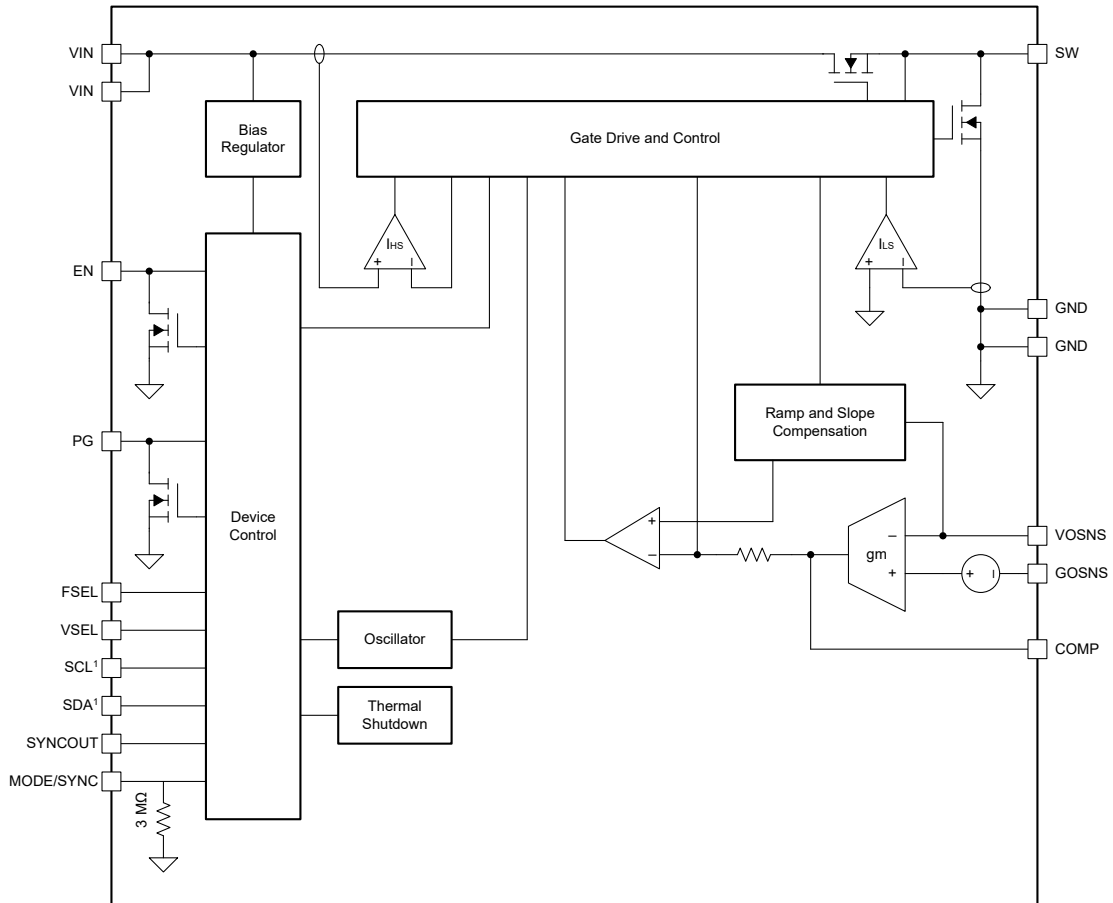 VIN
SW
VIN
Bias
Regulator
Gate Drive and Control
IHS
+
–
ILS
+
–
EN
GND
GND
Ramp and Slope
Compensation
PG
Device
Control
+
–
gm
–
+
VOSNS
+
–
GOSNS
FSEL
VSEL
Oscillator
COMP
SCL¹
SDA¹
Thermal
Shutdown
SYNCOUT
MODE/SYNC
3 MΩ